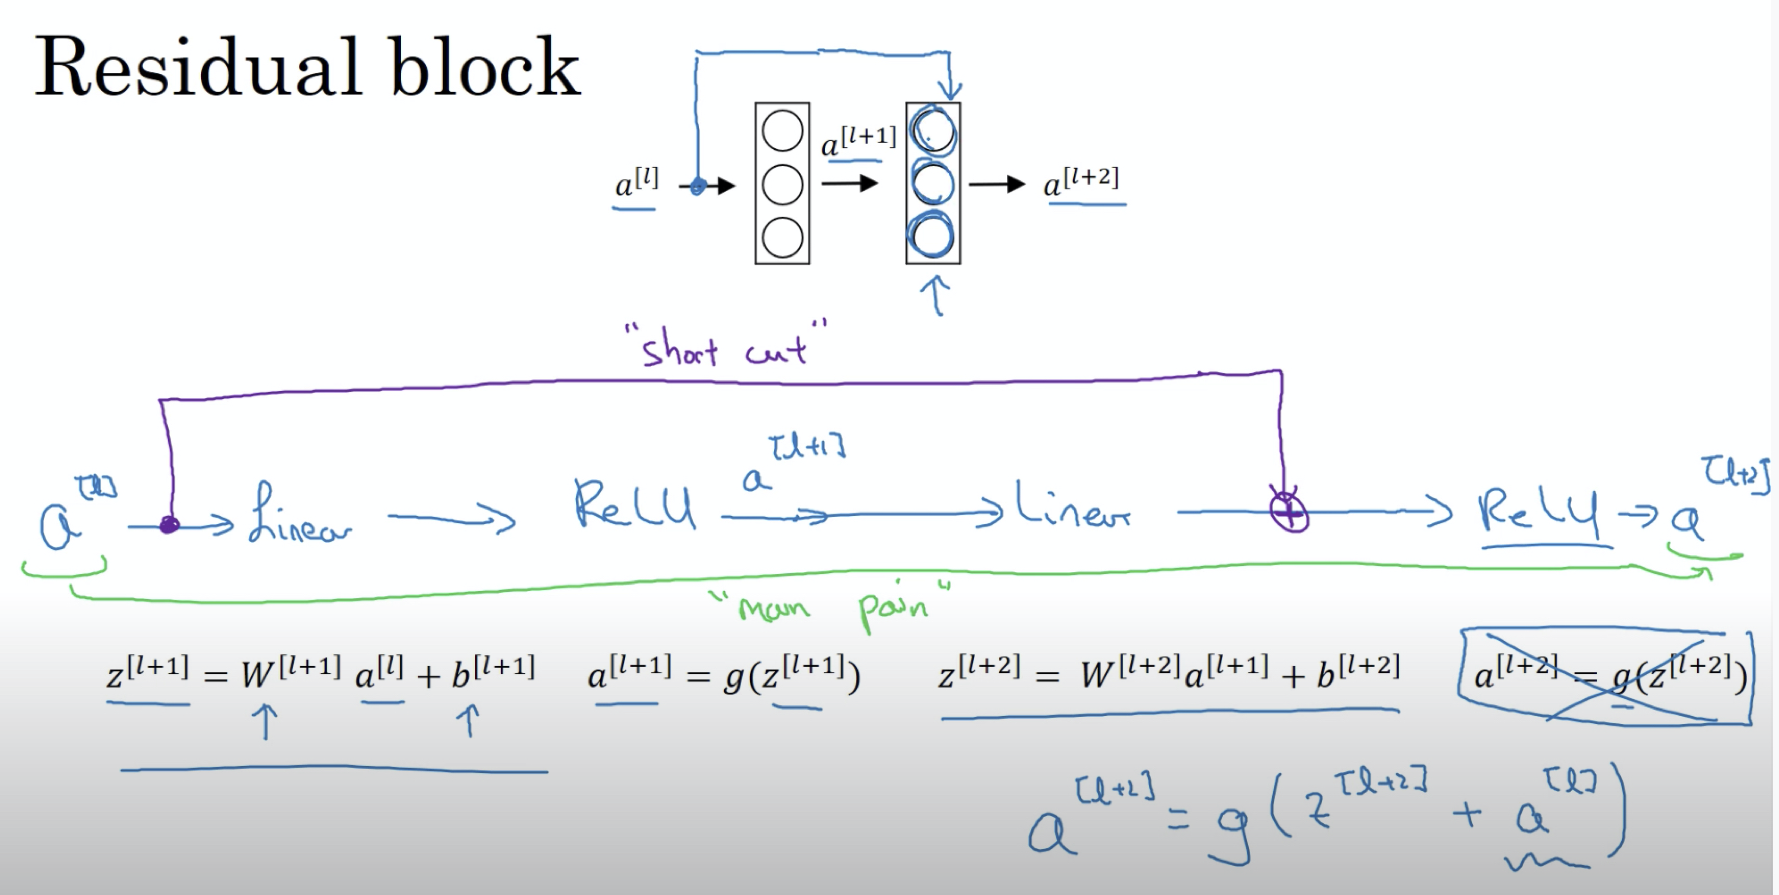 Residual block
a^[l] → a^[l+1] → a^[l+2]
"short cut"
a^[l] → Linear → ReLU → a^[l+1] → Linear → ⊕ → ReLU → a^[l+2]
"main pain"
z^[l+1] = W^[l+1] a^[l] + b^[l+1] a^[l+1] = g(z^[l+1]) z^[l+2] = W^[l+2] a^[l+1] + b^[l+2] a^[l+2] = g(z^[l+2])
a^[l+2] = g(z^[l+2] + a^[l])